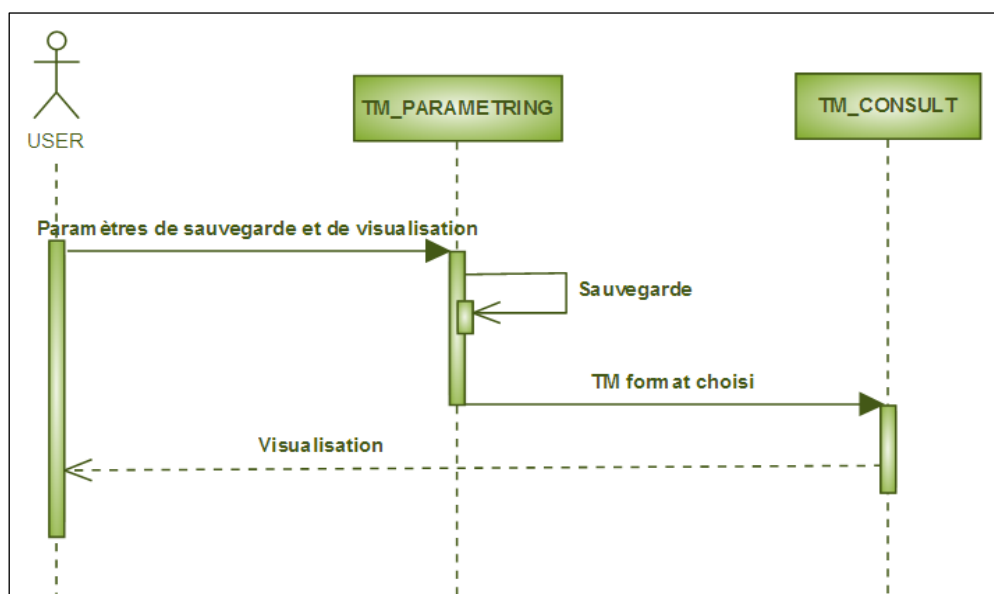 USER
TM_PARAMETRING
TM_CONSULT
Paramètres de sauvegarde et de visualisation
Sauvegarde
TM format choisi
Visualisation